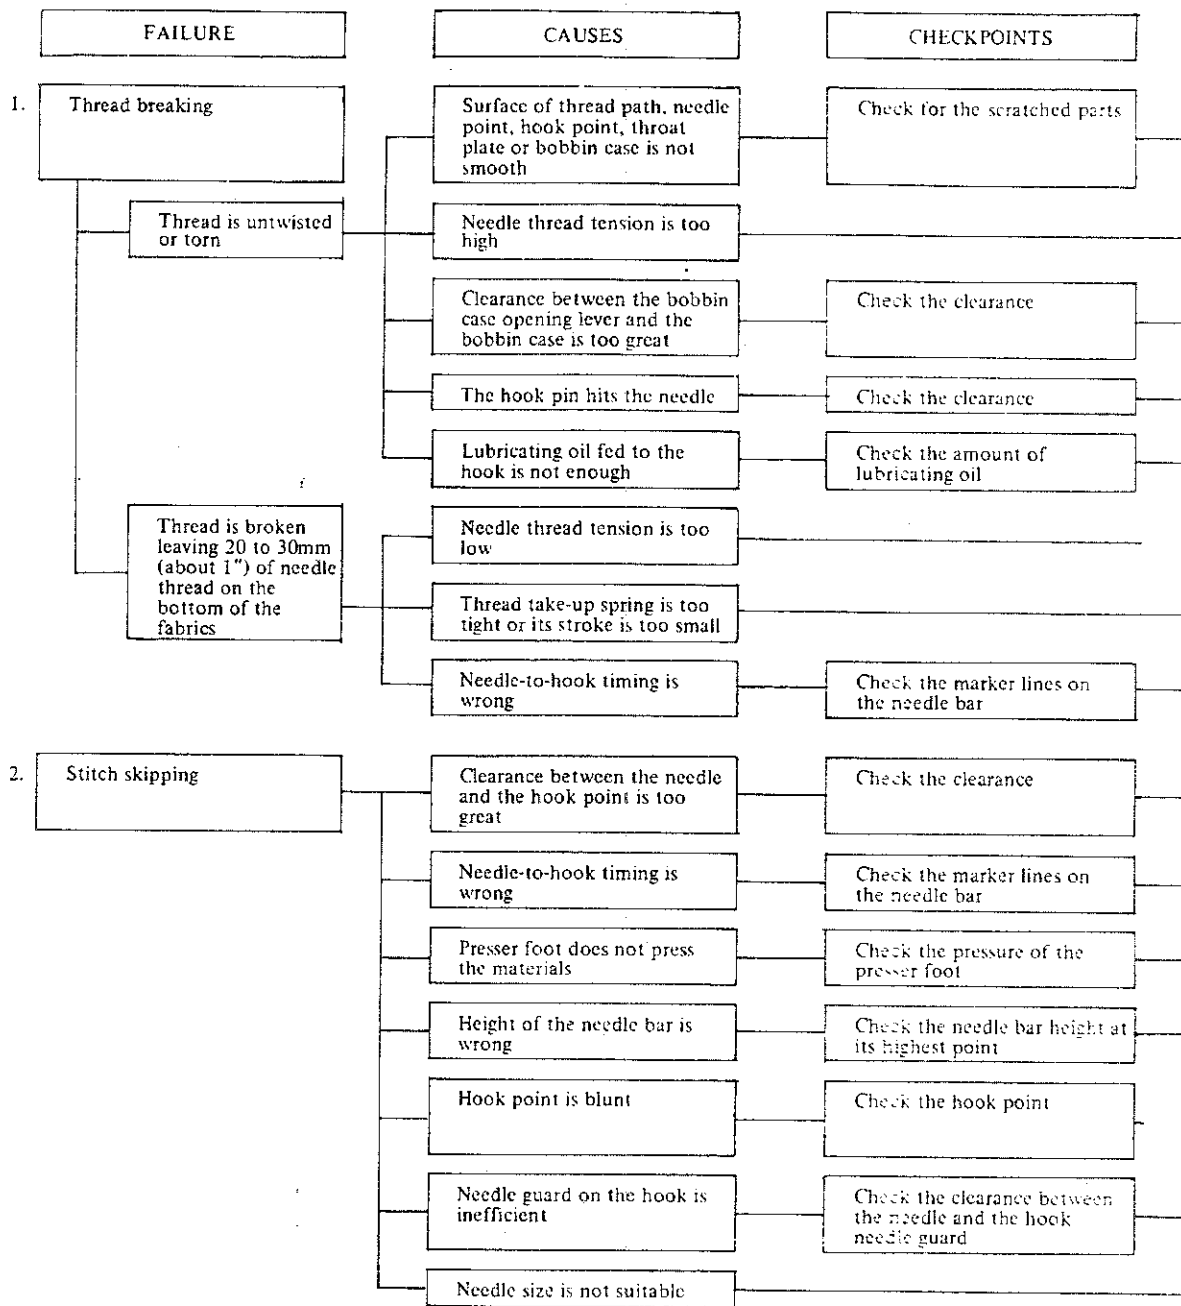 FAILURE
CAUSES
CHECKPOINTS
1.
Thread breaking
Surface of thread path, needle
point, hook point, throat
plate or bobbin case is not
smooth
Check for the scratched parts
Thread is untwisted
or torn
Needle thread tension is too
high
Clearance between the bobbin
case opening lever and the
bobbin case is too great
Check the clearance
The hook pin hits the needle
Check the clearance
Lubricating oil fed to the
hook is not enough
Check the amount of
lubricating oil
Thread is broken
leaving 20 to 30mm
(about 1") of needle
thread on the
bottom of the
fabrics
Needle thread tension is too
low
Thread take-up spring is too
tight or its stroke is too small
Needle-to-hook timing is
wrong
Check the marker lines on
the needle bar
2.
Stitch skipping
Clearance between the needle
and the hook point is too
great
Check the clearance
Needle-to-hook timing is
wrong
Check the marker lines on
the needle bar
Presser foot does not press
the materials
Check the pressure of the
presser foot
Height of the needle bar is
wrong
Check the needle bar height at
its highest point
Hook point is blunt
Check the hook point
Needle guard on the hook is
inefficient
Check the clearance between
the needle and the hook
needle guard
Needle size is not suitable